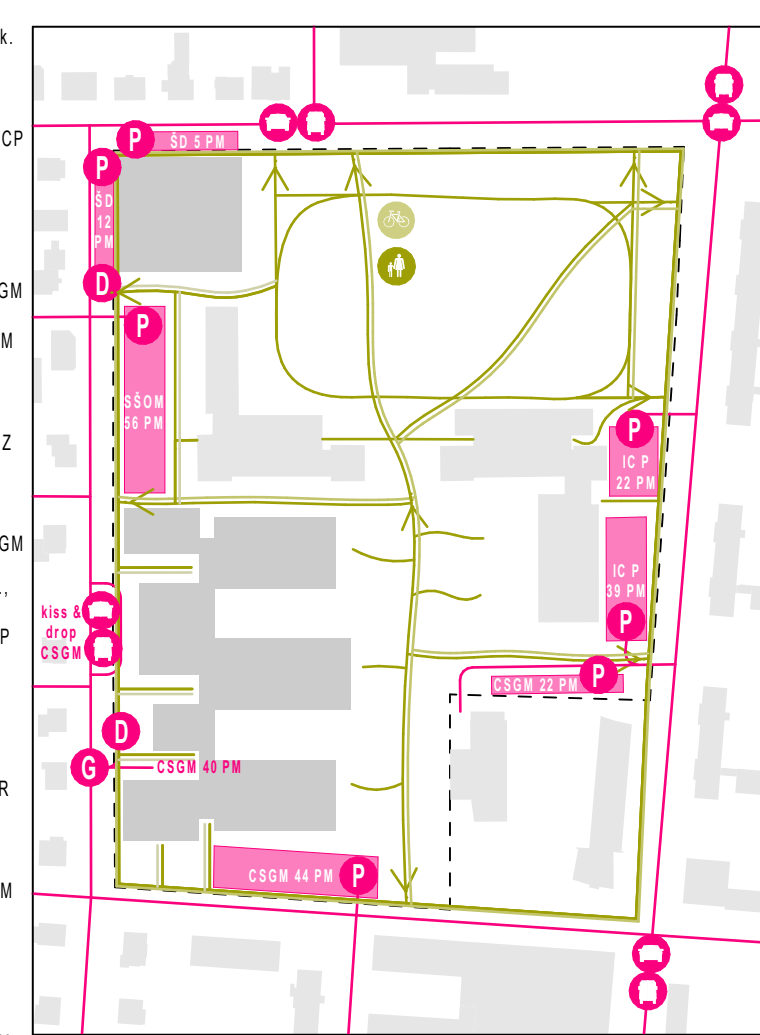 k.
CP
P
ŠD 5 PM
P
ŠD
12
PM
D
GM
P
M
SŠOM
56 PM
P
Z
IC P
22 PM
GM
IC P
39 PM
P
kiss &
drop
CSGM
P
P
CSGM 22 PM
D
G
CSGM 40 PM
R
CSGM 44 PM
P
M